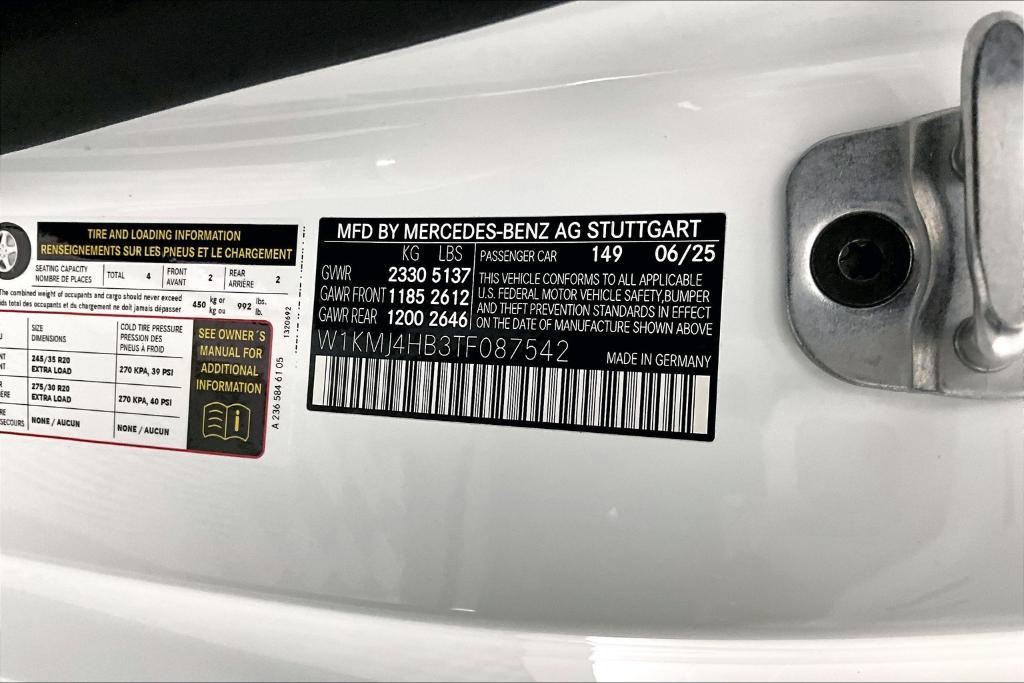 TIRE AND LOADING INFORMATION
RENSEIGNEMENTS SUR LES PNEUS ET LE CHARGEMENT
SEATING CAPACITY
NOMBRE DE PLACES
TOTAL 4
FRONT
AVANT
2
REAR
ARRIÈRE
2
The combined weight of occupants and cargo should never exceed
ids total des occupants et du chargement ne doit jamais dépasser
450 kg or
kg ou
992 lbs.
lb.
SIZE
DIMENSIONS
COLD TIRE PRESSURE
PRESSION DES
PNEUS À FROID
245/35 R20
EXTRA LOAD
270 KPA, 39 PSI
275/30 R20
EXTRA LOAD
270 KPA, 40 PSI
SECOURS
NONE / AUCUN
NONE / AUCUN
SEE OWNER´S
MANUAL FOR
ADDITIONAL
INFORMATION
i
A 236 584 61 05
1320692
MFD BY MERCEDES-BENZ AG STUTTGART
KG LBS
GVWR 2330 5137
GAWR FRONT 1185 2612
GAWR REAR 1200 2646
PASSENGER CAR 149 06/25
THIS VEHICLE CONFORMS TO ALL APPLICABLE
U.S. FEDERAL MOTOR VEHICLE SAFETY,BUMPER
AND THEFT PREVENTION STANDARDS IN EFFECT
ON THE DATE OF MANUFACTURE SHOWN ABOVE
W1KMJ4HB3TF087542
MADE IN GERMANY